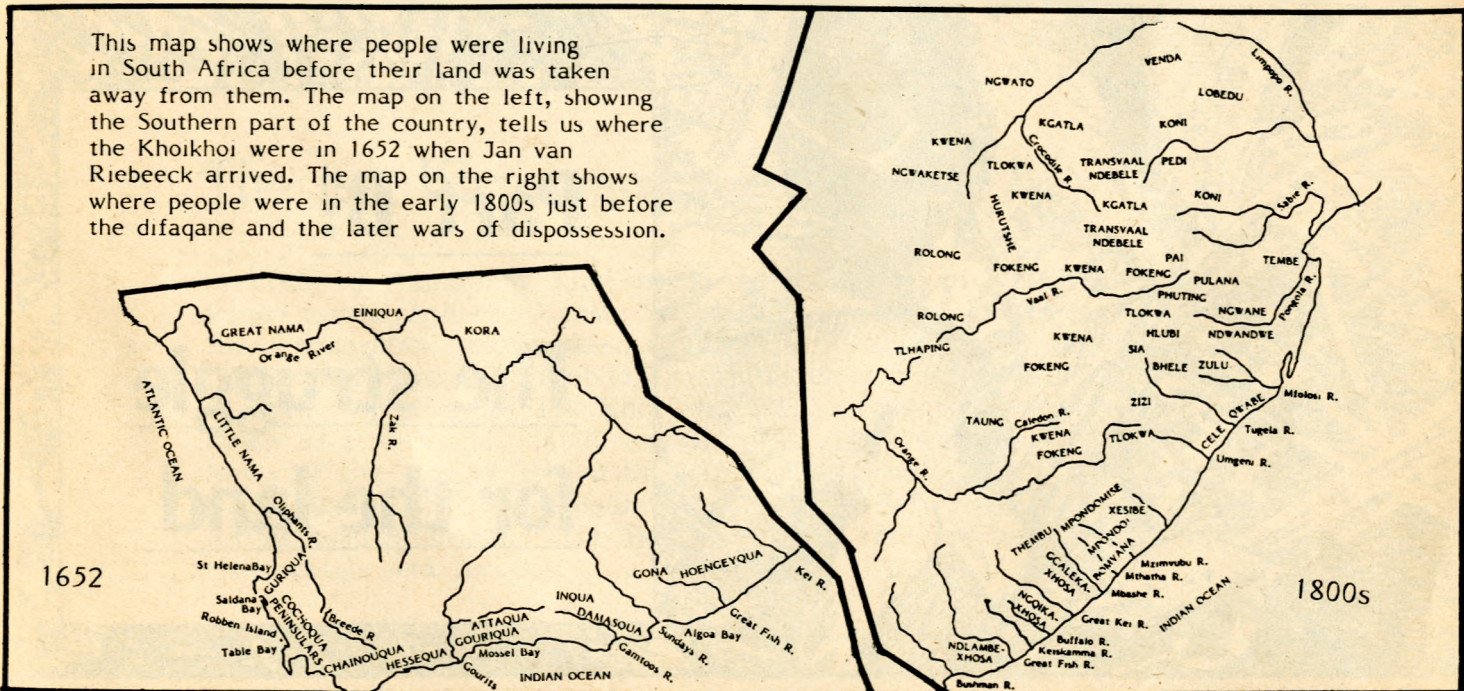 This map shows where people were living
in South Africa before their land was taken
away from them. The map on the left, showing
the Southern part of the country, tells us where
the Khoikhoi were in 1652 when Jan van
Riebeeck arrived. The map on the right shows
where people were in the early 1800s just before
the difaqane and the later wars of dispossession.
GREAT NAMA
EINIQUA
KORA
Orange River
ATLANTIC OCEAN
LITTLE NAMA
Zak R.
Oliphants R.
1652
St Helena Bay
GURIQUA
Saldana
Bay
COCHOQUA
PENINSULARS
Robben Island
Table Bay
Breede R
CHAINOUQUA
HESSEQUA
ATTAQUA
GOURIQUA
Gourits
Mossel Bay
INDIAN OCEAN
INQUA
DAMASQUA
Gamtoos R.
Sundays R.
Algoa Bay
GONA
HOENGEYQUA
Great Fish R.
Kei R.
VENDA
Limpopo R.
NGWATO
LOBEDU
KGATLA
KONI
KWENA
Crocodile R.
TLOKWA
TRANSVAAL
NDEBELE
PEDI
NGWAKETSE
KWENA
KGATLA
KONI
Sabie R.
HURUTSHE
TRANSVAAL
NDEBELE
ROLONG
PAI
TEMBE
FOKENG
KWENA
FOKENG
PULANA
Vaal R.
PHUTING
Pongola R.
ROLONG
TLOKWA
NGWANE
KWENA
HLUBI
NDWANDWE
TLHAPING
SIA
FOKENG
BHELE
ZULU
Mfolosi R.
ZIZI
QWABE
TAUNG
Caledon R.
CELE
Tugela R.
KWENA
TLOKWA
FOKENG
Umgeni R.
Orange R.
MPONDOMISE
XESIBE
THEMBU
MPONDO
BOMVANA
GCALEKA-
XHOSA
Mzimvubu R.
Mthatha R.
Mbashe R.
INDIAN OCEAN
1800s
NGQIKA-
XHOSA
Great Kei R.
Buffalo R.
NDLAMBE-
XHOSA
Keiskamma R.
Great Fish R.
Bushman R.